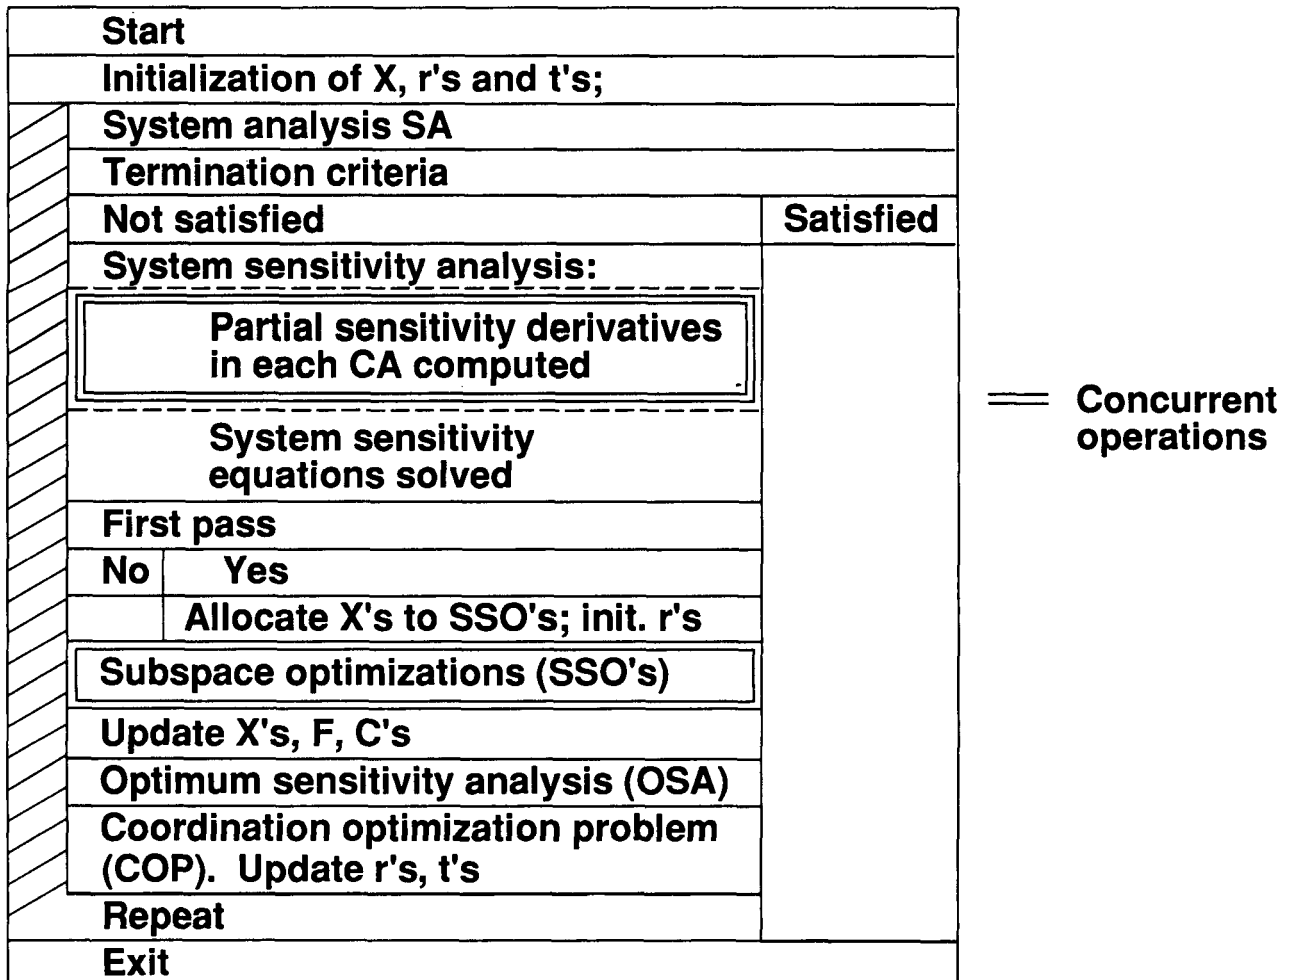 Start
Initialization of X, r's and t's;
System analysis SA
Termination criteria
Not satisfied
Satisfied
System sensitivity analysis:
Partial sensitivity derivatives
in each CA computed
System sensitivity
equations solved
First pass
No
Yes
Allocate X's to SSO's; init. r's
Subspace optimizations (SSO's)
Update X's, F, C's
Optimum sensitivity analysis (OSA)
Coordination optimization problem
(COP). Update r's, t's
Repeat
Exit
Concurrent
operations